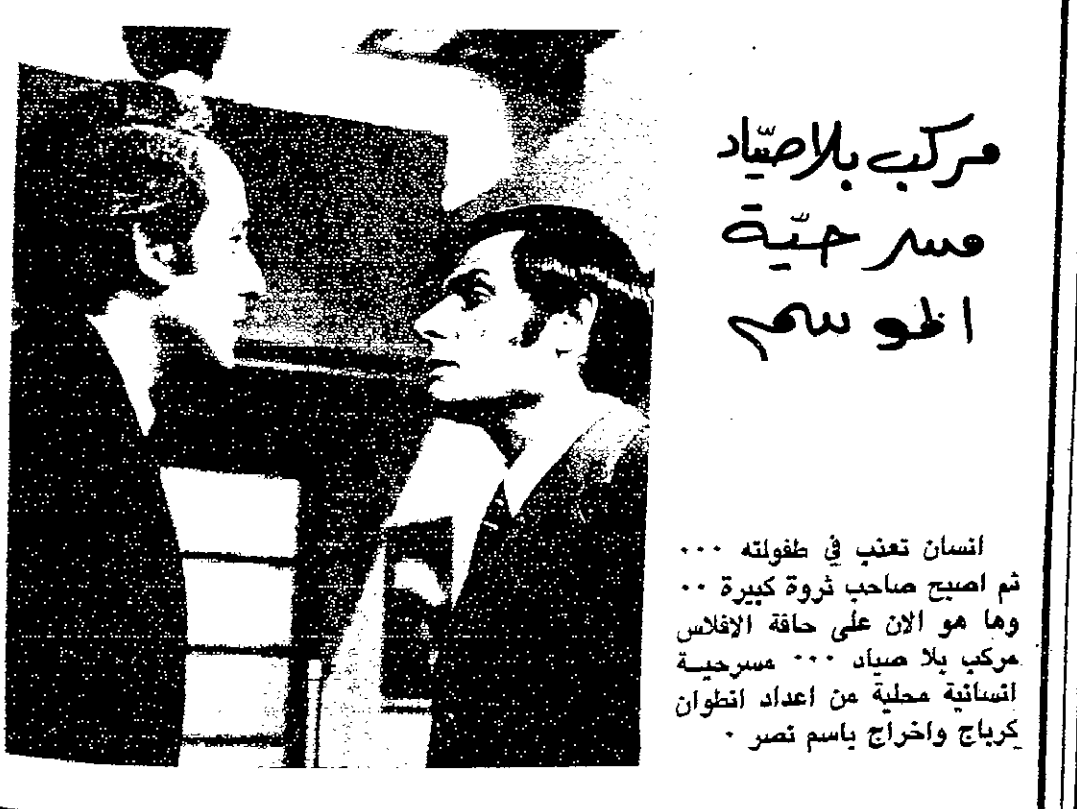 مركب بلا صيّاد
مسرحيّة
الموسم
انسان تعذب في طفولته ...
ثم اصبح صاحب ثروة كبيرة ..
وها هو الان على حافة الافلاس
مركب بلا صياد ... مسرحيـة
انسانية محلية من اعداد انطوان
كرباج واخراج باسم نصر .